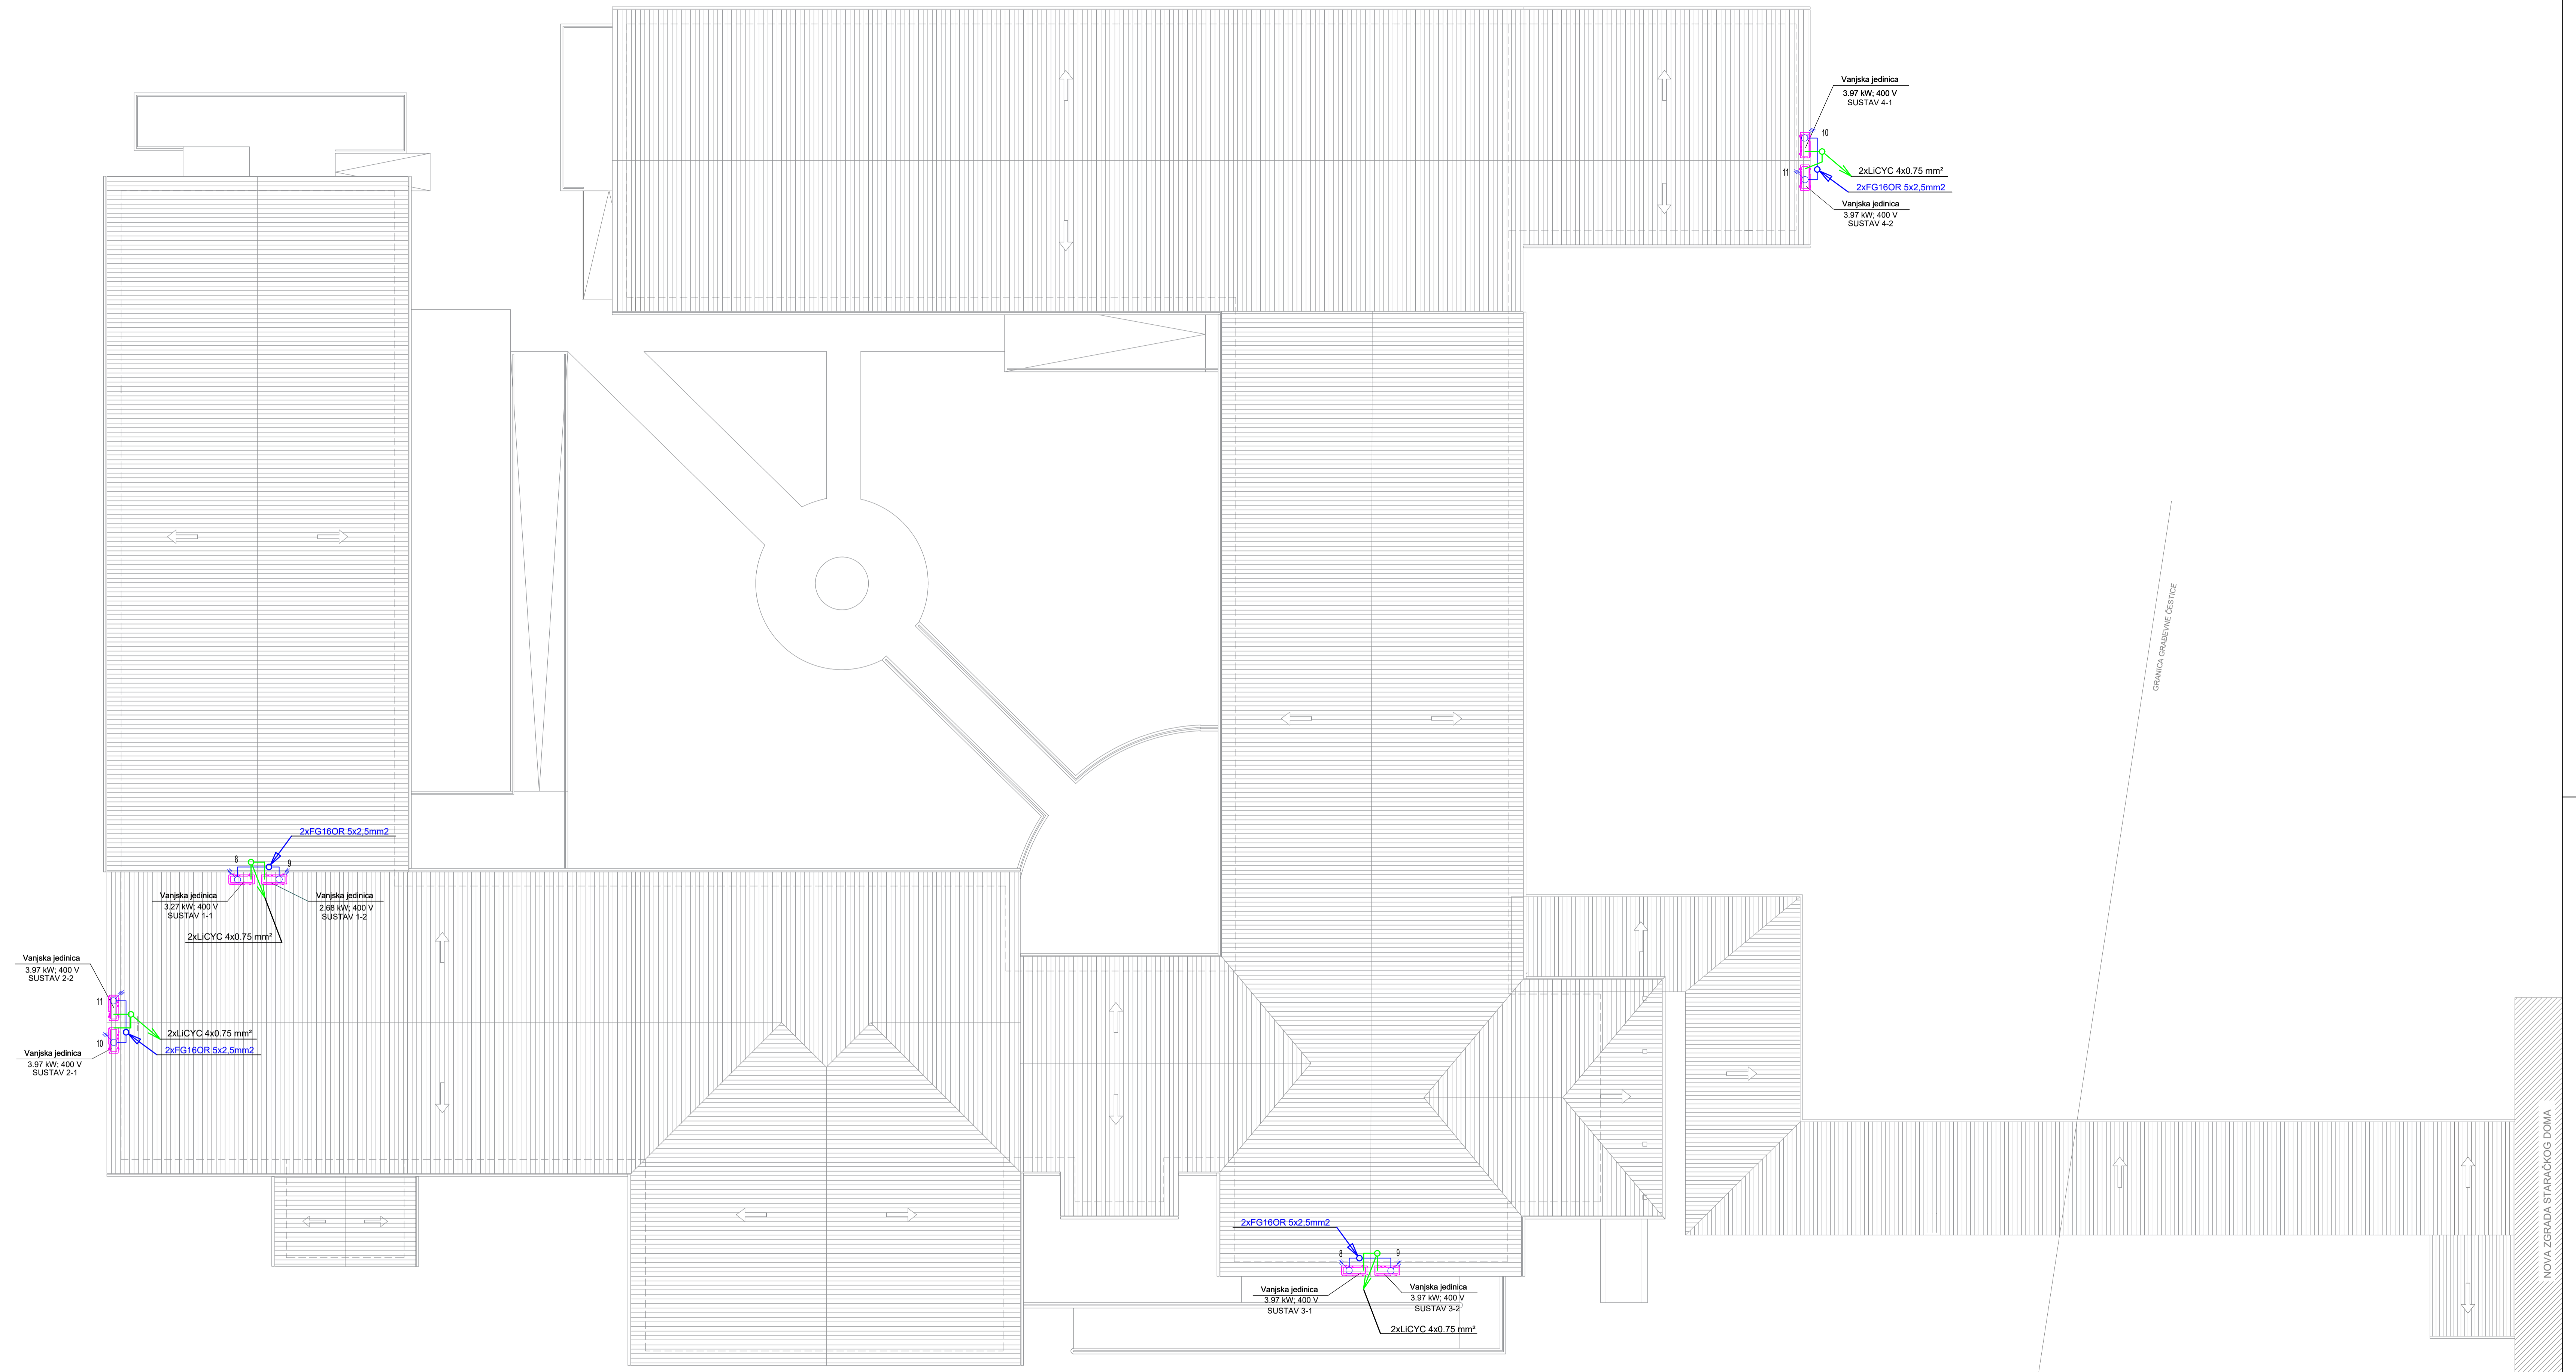 Vanjska jedinica
3.97 kW; 400 V
SUSTAV 4-1
10
11
2xLiCYC 4x0.75 mm²
2xFG16OR 5x2,5mm2
Vanjska jedinica
3.97 kW; 400 V
SUSTAV 4-2
GRANICA GRAĐEVNE ČESTICE
2xFG16OR 5x2,5mm2
8
9
Vanjska jedinica
3.27 kW; 400 V
SUSTAV 1-1
Vanjska jedinica
2.68 kW; 400 V
SUSTAV 1-2
2xLiCYC 4x0.75 mm²
Vanjska jedinica
3.97 kW; 400 V
SUSTAV 2-2
11
10
2xLiCYC 4x0.75 mm²
2xFG16OR 5x2,5mm2
Vanjska jedinica
3.97 kW; 400 V
SUSTAV 2-1
NOVA ZGRADA STARAČKOG DOMA
2xFG16OR 5x2,5mm2
8
9
Vanjska jedinica
3.97 kW; 400 V
SUSTAV 3-1
Vanjska jedinica
3.97 kW; 400 V
SUSTAV 3-2
2xLiCYC 4x0.75 mm²